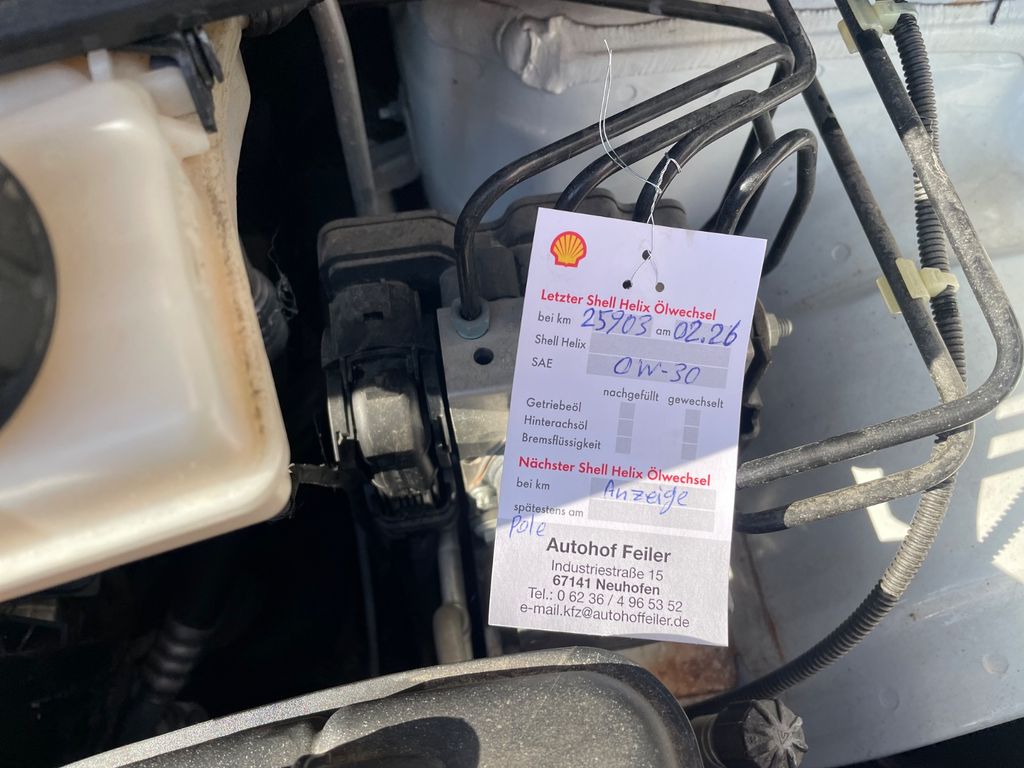 Letzter Shell Helix Ölwechsel
bei km 25903 am 02.26
Shell Helix
SAE 0W-30
nachgefüllt gewechselt
Getriebeöl
Hinterachsöl
Bremsflüssigkeit
Nächster Shell Helix Ölwechsel
bei km Anzeige
spätestens am
Pole
Autohof Feiler
Industriestraße 15
67141 Neuhofen
Tel.: 0 62 36 / 4 96 53 52
e-mail.kfz@autohoffeiler.de